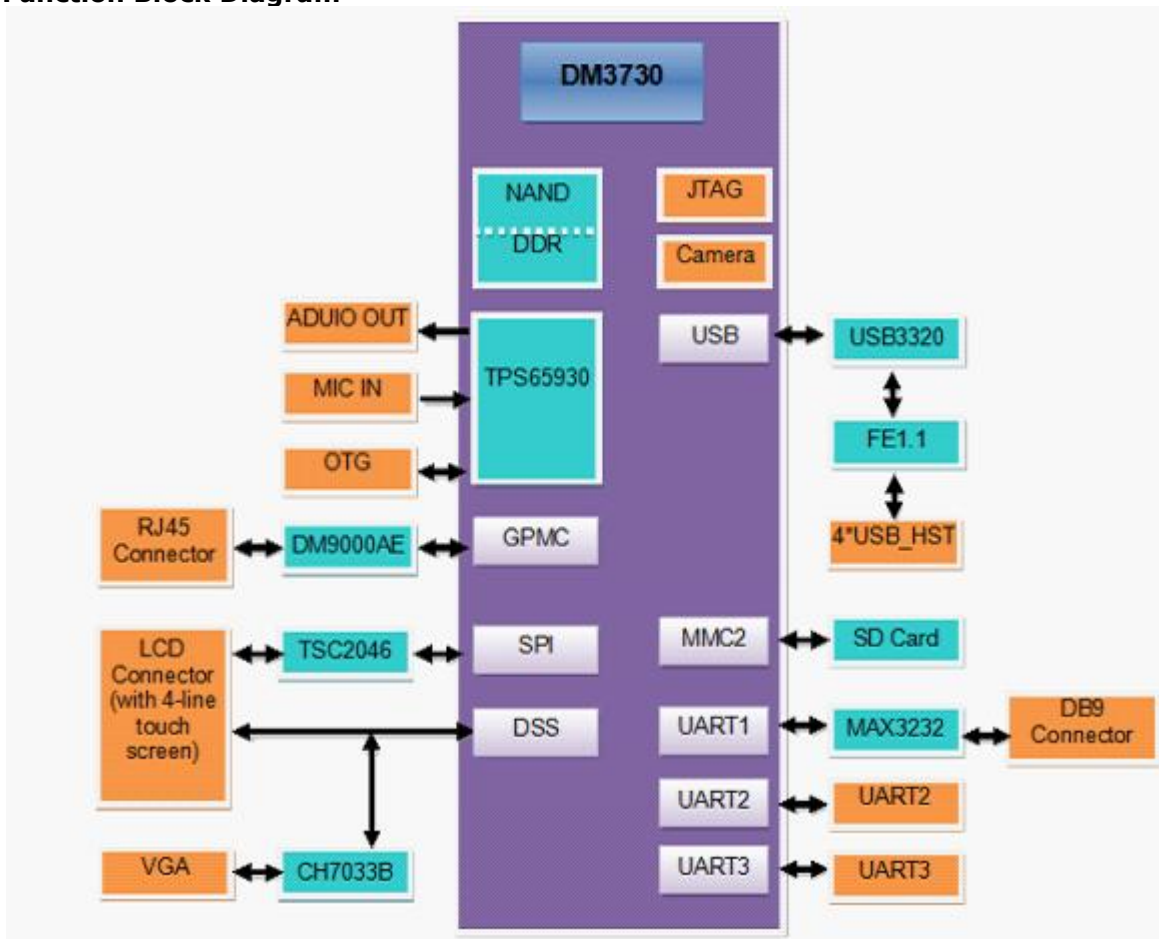 Function Block Diagram
DM3730
NAND
DDR
JTAG
Camera
ADUIO OUT
MIC IN
OTG
TPS65930
USB
USB3320
FE1.1
4*USB_HST
RJ45
Connector
DM9000AE
GPMC
LCD
Connector
(with 4-line
touch
screen)
TSC2046
SPI
DSS
VGA
CH7033B
MMC2
SD Card
UART1
MAX3232
DB9
Connector
UART2
UART2
UART3
UART3